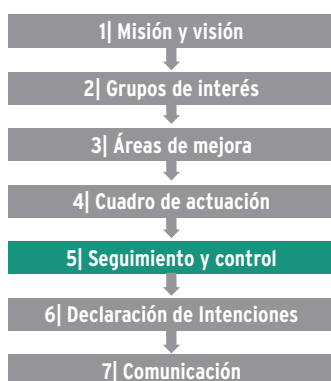 1| Misión y visión
2| Grupos de interés
3| Áreas de mejora
4| Cuadro de actuación
5| Seguimiento y control
6| Declaración de Intenciones
7| Comunicación